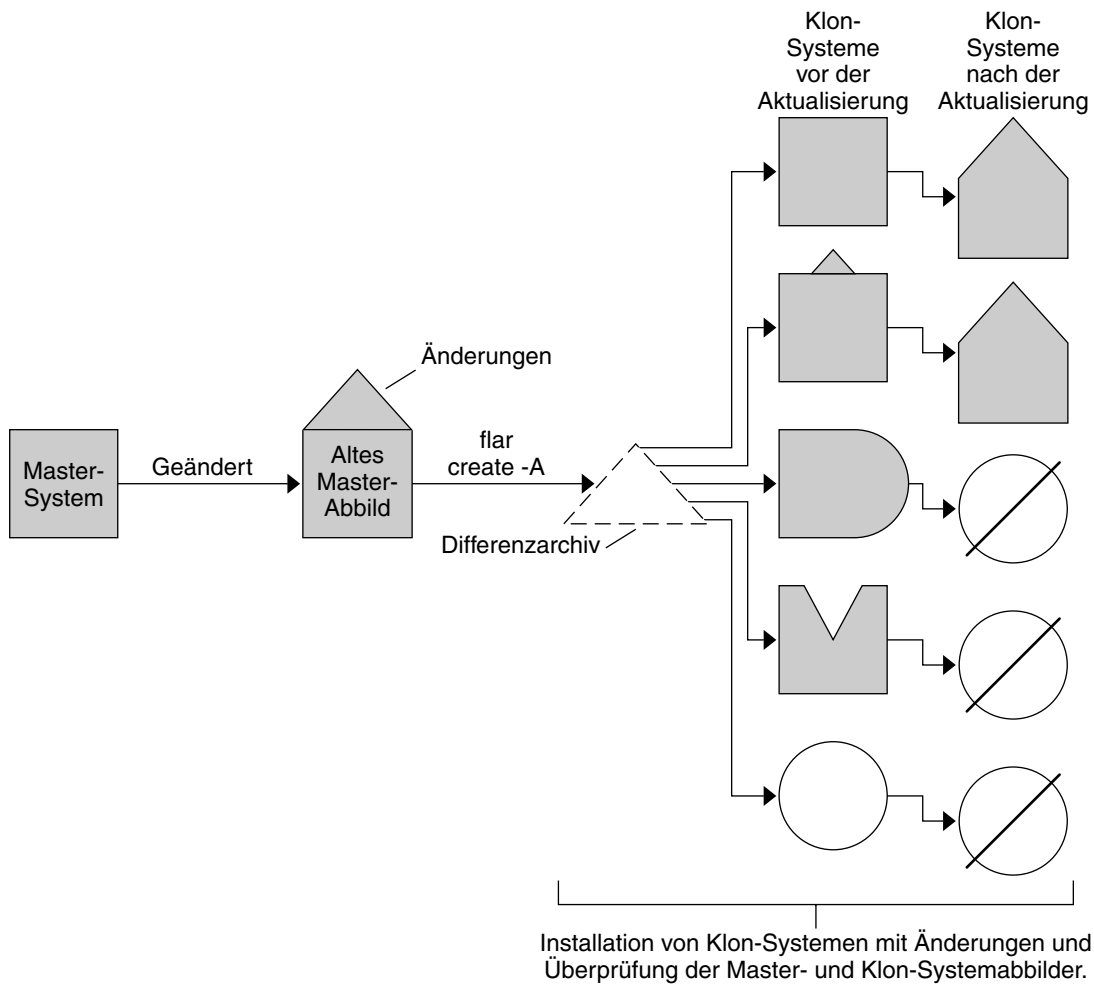 Klon-
Systeme
vor der
Aktualisierung
Klon-
Systeme
nach der
Aktualisierung
Änderungen
Master-
System
Geändert
Altes
Master-
Abbild
flar
create -A
Differenzarchiv
Installation von Klon-Systemen mit Änderungen und
Überprüfung der Master- und Klon-Systemabbilder.